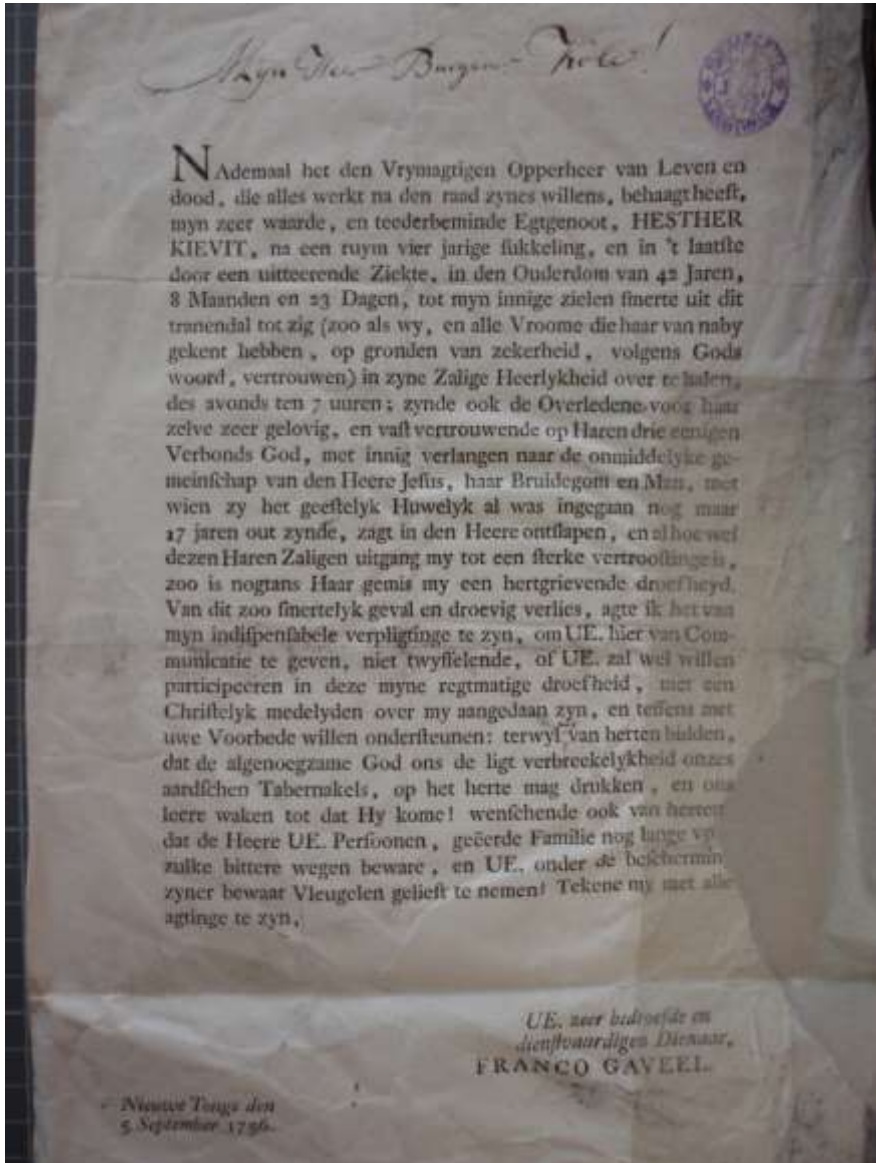 Mÿn Heer Burgem.
NAdemaal het den Vrymagtigen Opperheer van Leven en
dood, die alles werkt na den raad zynes willens, behaagt heeft,
myn zeer waarde, en teederbeminde Egtgenoot, HESTHER
KIEVIT, na een ruym vier jarige ſukkeling, en in 't laatſte
door een uitteerende Ziekte, in den Ouderdom van 42 Jaren,
8 Maanden en 23 Dagen, tot myn innige zielen ſmerte uit dit
tranendal tot zig (zoo als wy, en alle Vroome die haar van naby
gekent hebben, op gronden van zekerheid, volgens Gods
woord, vertrouwen) in zyne Zalige Heerlykheid over te halen,
des avonds ten 7 uuren; zynde ook de Overledene voor haar
zelve zeer gelovig, en vaſt vertrouwende op Haren drie eenigen
Verbonds God, met innig verlangen naar de onmiddelyke ge-
meinſchap van den Heere Jeſus, haar Bruidegom en Man, met
wien zy het geeſtelyk Huwelyk al was ingegaan nog maar
17 jaren out zynde, zagt in den Heere ontſlapen, en al hoe wel
dezen Haren Zaligen uitgang my tot een ſterke vertrooſtinge is,
zoo is nogtans Haar gemis my een hertgrievende droefheyd.
Van dit zoo ſmertelyk geval en droevig verlies, agte ik het van
myn indiſpenſabele verpligtinge te zyn, om UE. hier van Com-
municatie te geven, niet twyffelende, of UE. zal wel willen
participeeren in deze myne regtmatige droefheid, met een
Chriſtelyk medelyden over my aangedaan zyn, en teffens met
uwe Voorbede willen onderſteunen: terwyl van herten bidden,
dat de algenoegzame God ons de ligt verbreekelykheid onzes
aardſchen Tabernakels, op het herte mag drukken, en ons
leere waken tot dat Hy kome! wenſchende ook van herten
dat de Heere UE. Perſoonen, geëerde Familie nog lange
zulke bittere wegen beware, en UE. onder de beſchermin
zyner bewaar Vleugelen gelieft te nemen! Tekene my met alle
agtinge te zyn,
UE. zeer bedroefde en
dienſtvaardigen Dienaar,
FRANCO GAVEEL.
Nieuwe Tonge den
5 September 1796.